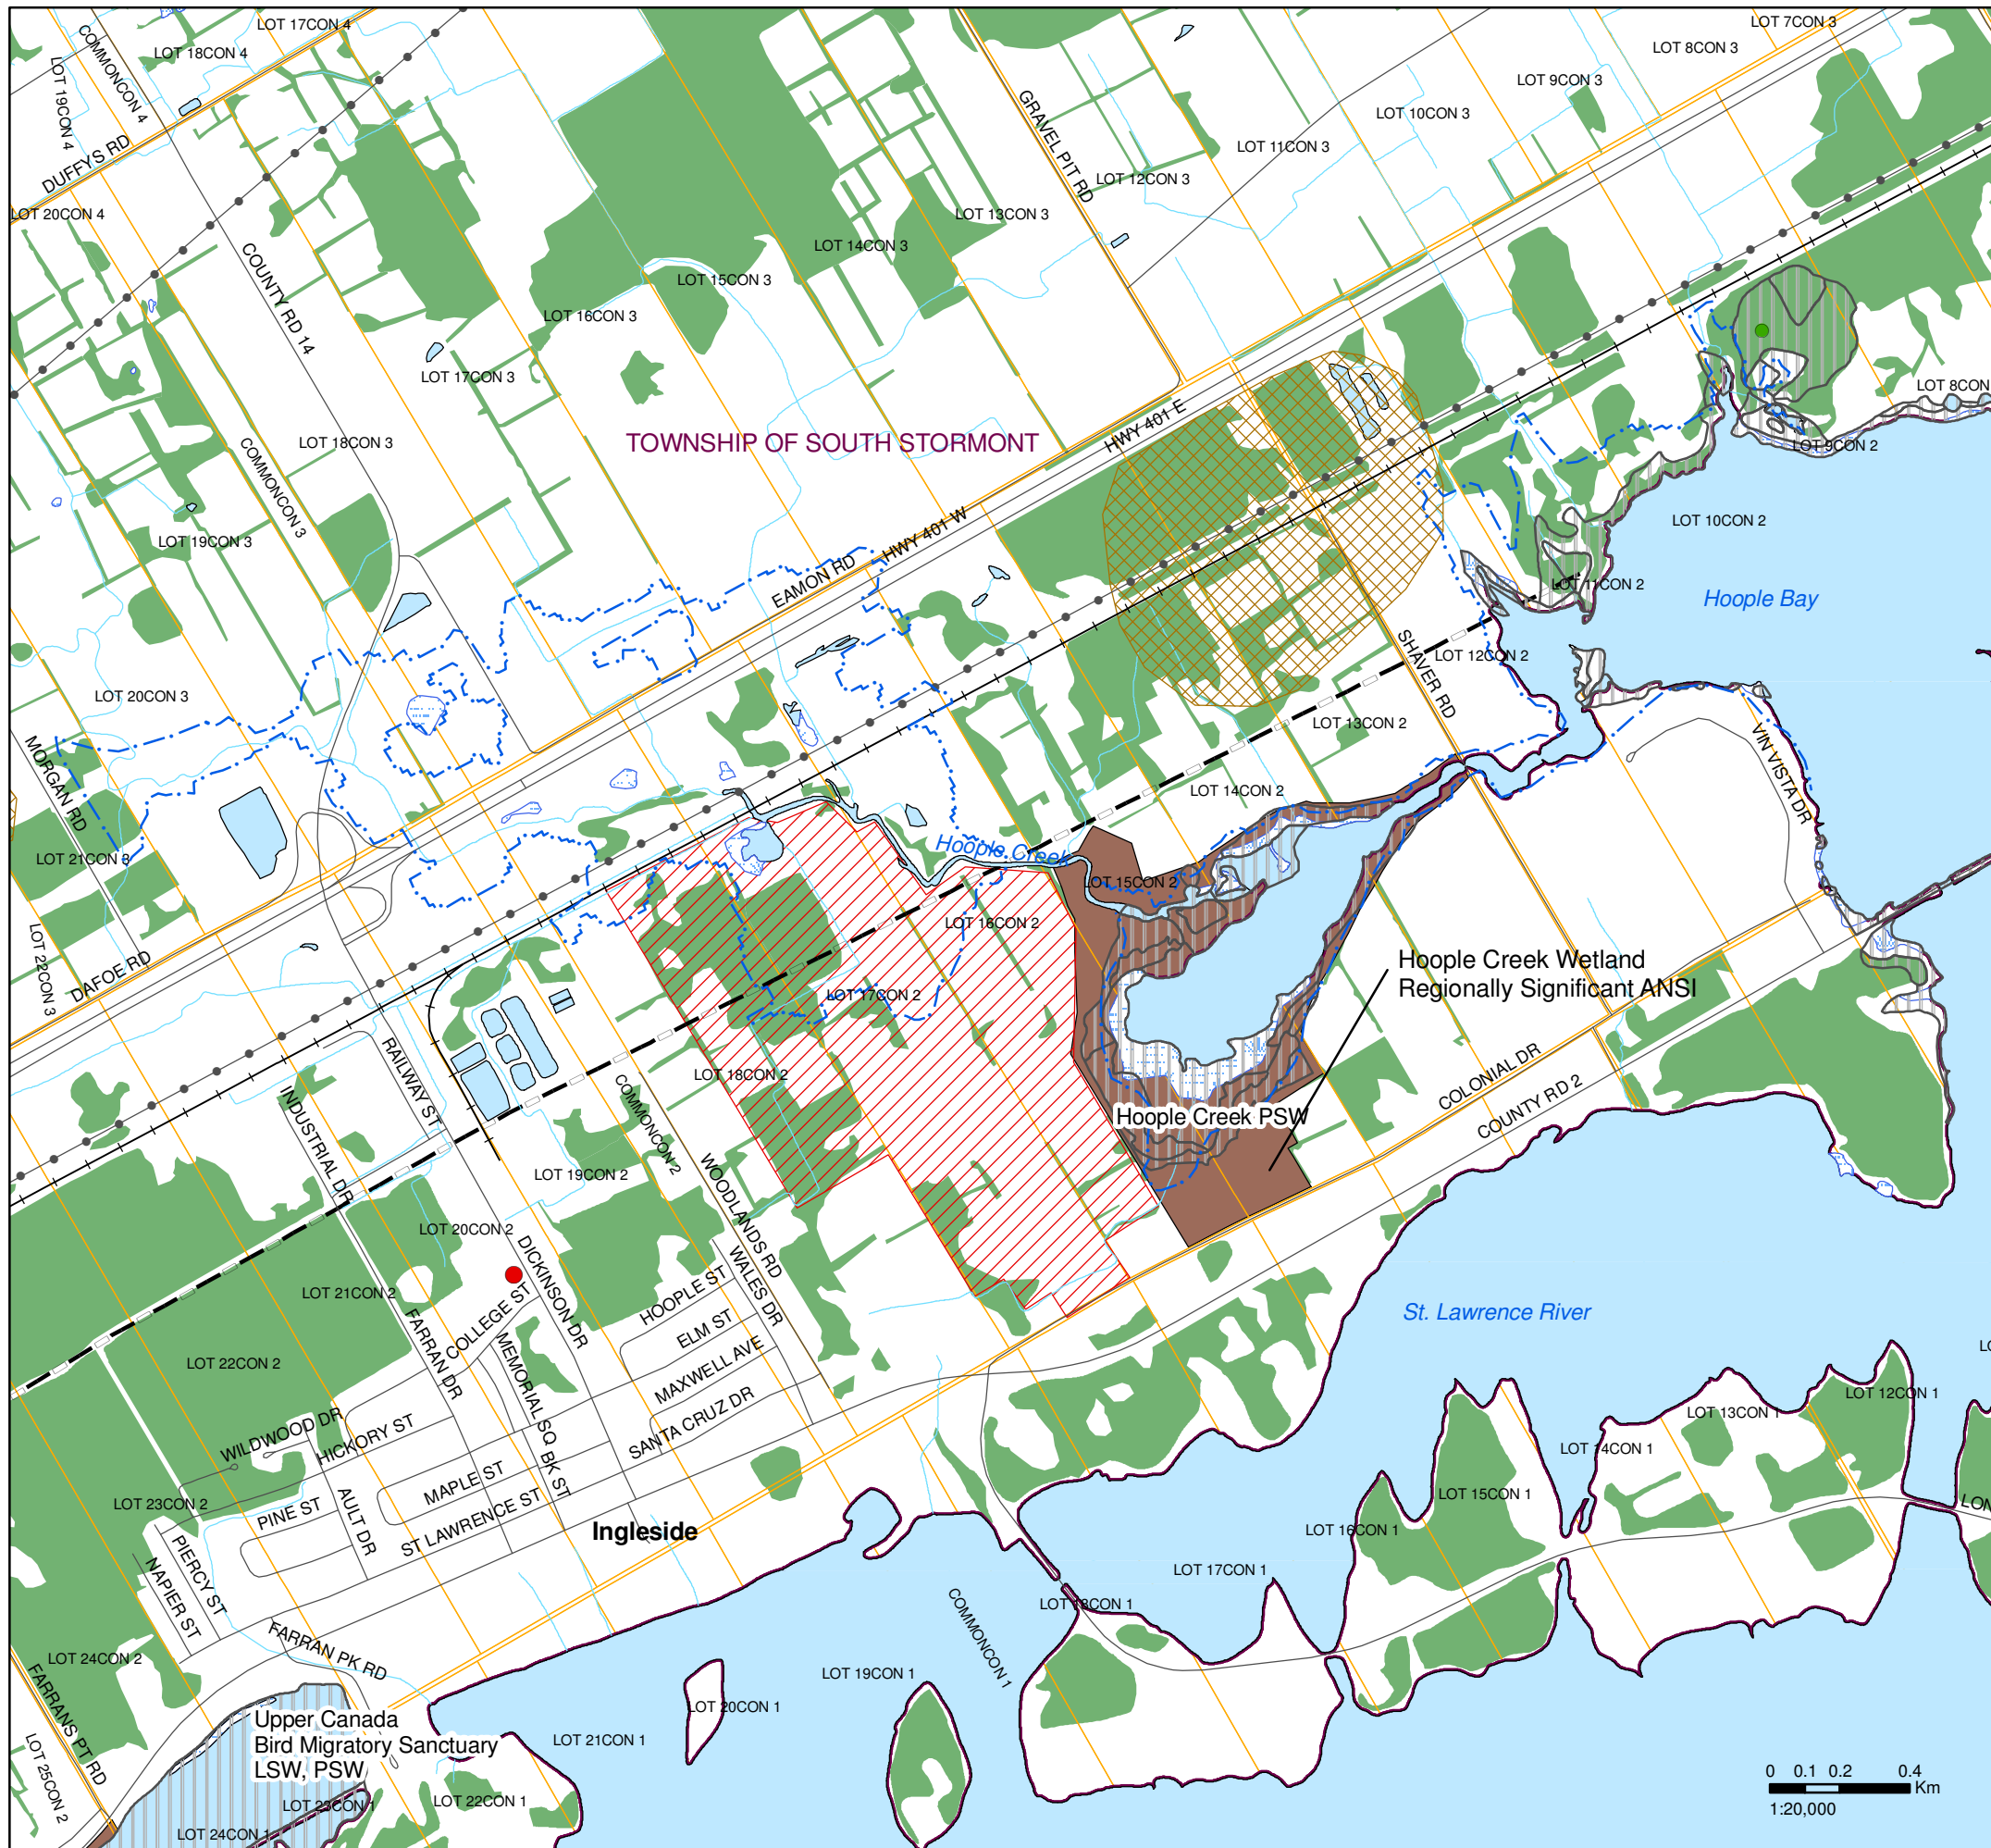 LOT 17CON 4
LOT 18CON 4
COMMONCON 4
LOT 19CON 4
LOT 7CON 3
LOT 8CON 3
LOT 9CON 3
LOT 10CON 3
LOT 11CON 3
LOT 12CON 3
GRAVEL PIT RD
DUFFYS RD
LOT 20CON 4
LOT 13CON 3
LOT 14CON 3
LOT 15CON 3
LOT 16CON 3
COUNTY RD 14
LOT 17CON 3
LOT 8CON
TOWNSHIP OF SOUTH STORMONT
LOT 18CON 3
COMMONCON 3
HWY 401 E
LOT 9CON 2
LOT 19CON 3
HWY 401 W
LOT 10CON 2
EAMON RD
LOT 11CON 2
Hoople Bay
LOT 20CON 3
SHAVER RD
LOT 12CON 2
LOT 13CON 2
MORGAN RD
VIN VISTA DR
LOT 14CON 2
LOT 21CON 3
Hoople Creek
LOT 15CON 2
LOT 16CON 2
LOT 22CON 3
DAFOE RD
Hoople Creek Wetland
Regionally Significant ANSI
LOT 17CON 2
RAILWAY ST
LOT 18CON 2
COMMONCON 2
INDUSTRIAL DR
COLONIAL DR
COUNTY RD 2
Hoople Creek PSW
LOT 19CON 2
WOODLANDS RD
LOT 20CON 2
DICKINSON DR
WALES DR
LOT 21CON 2
HOOPLE ST
COLLEGE ST
FARRAN DR
ELM ST
St. Lawrence River
MEMORIAL SQ
MAXWELL AVE
LOT 22CON 2
SANTA CRUZ DR
LOT 12CON 1
LOT 13CON 1
LOT 14CON 1
WILDWOOD DR
HICKORY ST
BK ST
MAPLE ST
LOT 23CON 2
PINE ST
AULT DR
ST LAWRENCE ST
Ingleside
LOT 15CON 1
LOT 16CON 1
LOT 17CON 1
PIERCY ST
NAPIER ST
LOT 18CON 1
COMMONCON 1
FARRAN PK RD
LOT 24CON 2
LOT 19CON 1
LOT 20CON 1
FARRANS PT RD
Upper Canada
Bird Migratory Sanctuary
LSW, PSW
LOT 21CON 1
LOT 25CON 2
LOT 22CON 1
LOT 23CON 1
LOT 24CON 1
0 0.1 0.2 0.4
Km
1:20,000